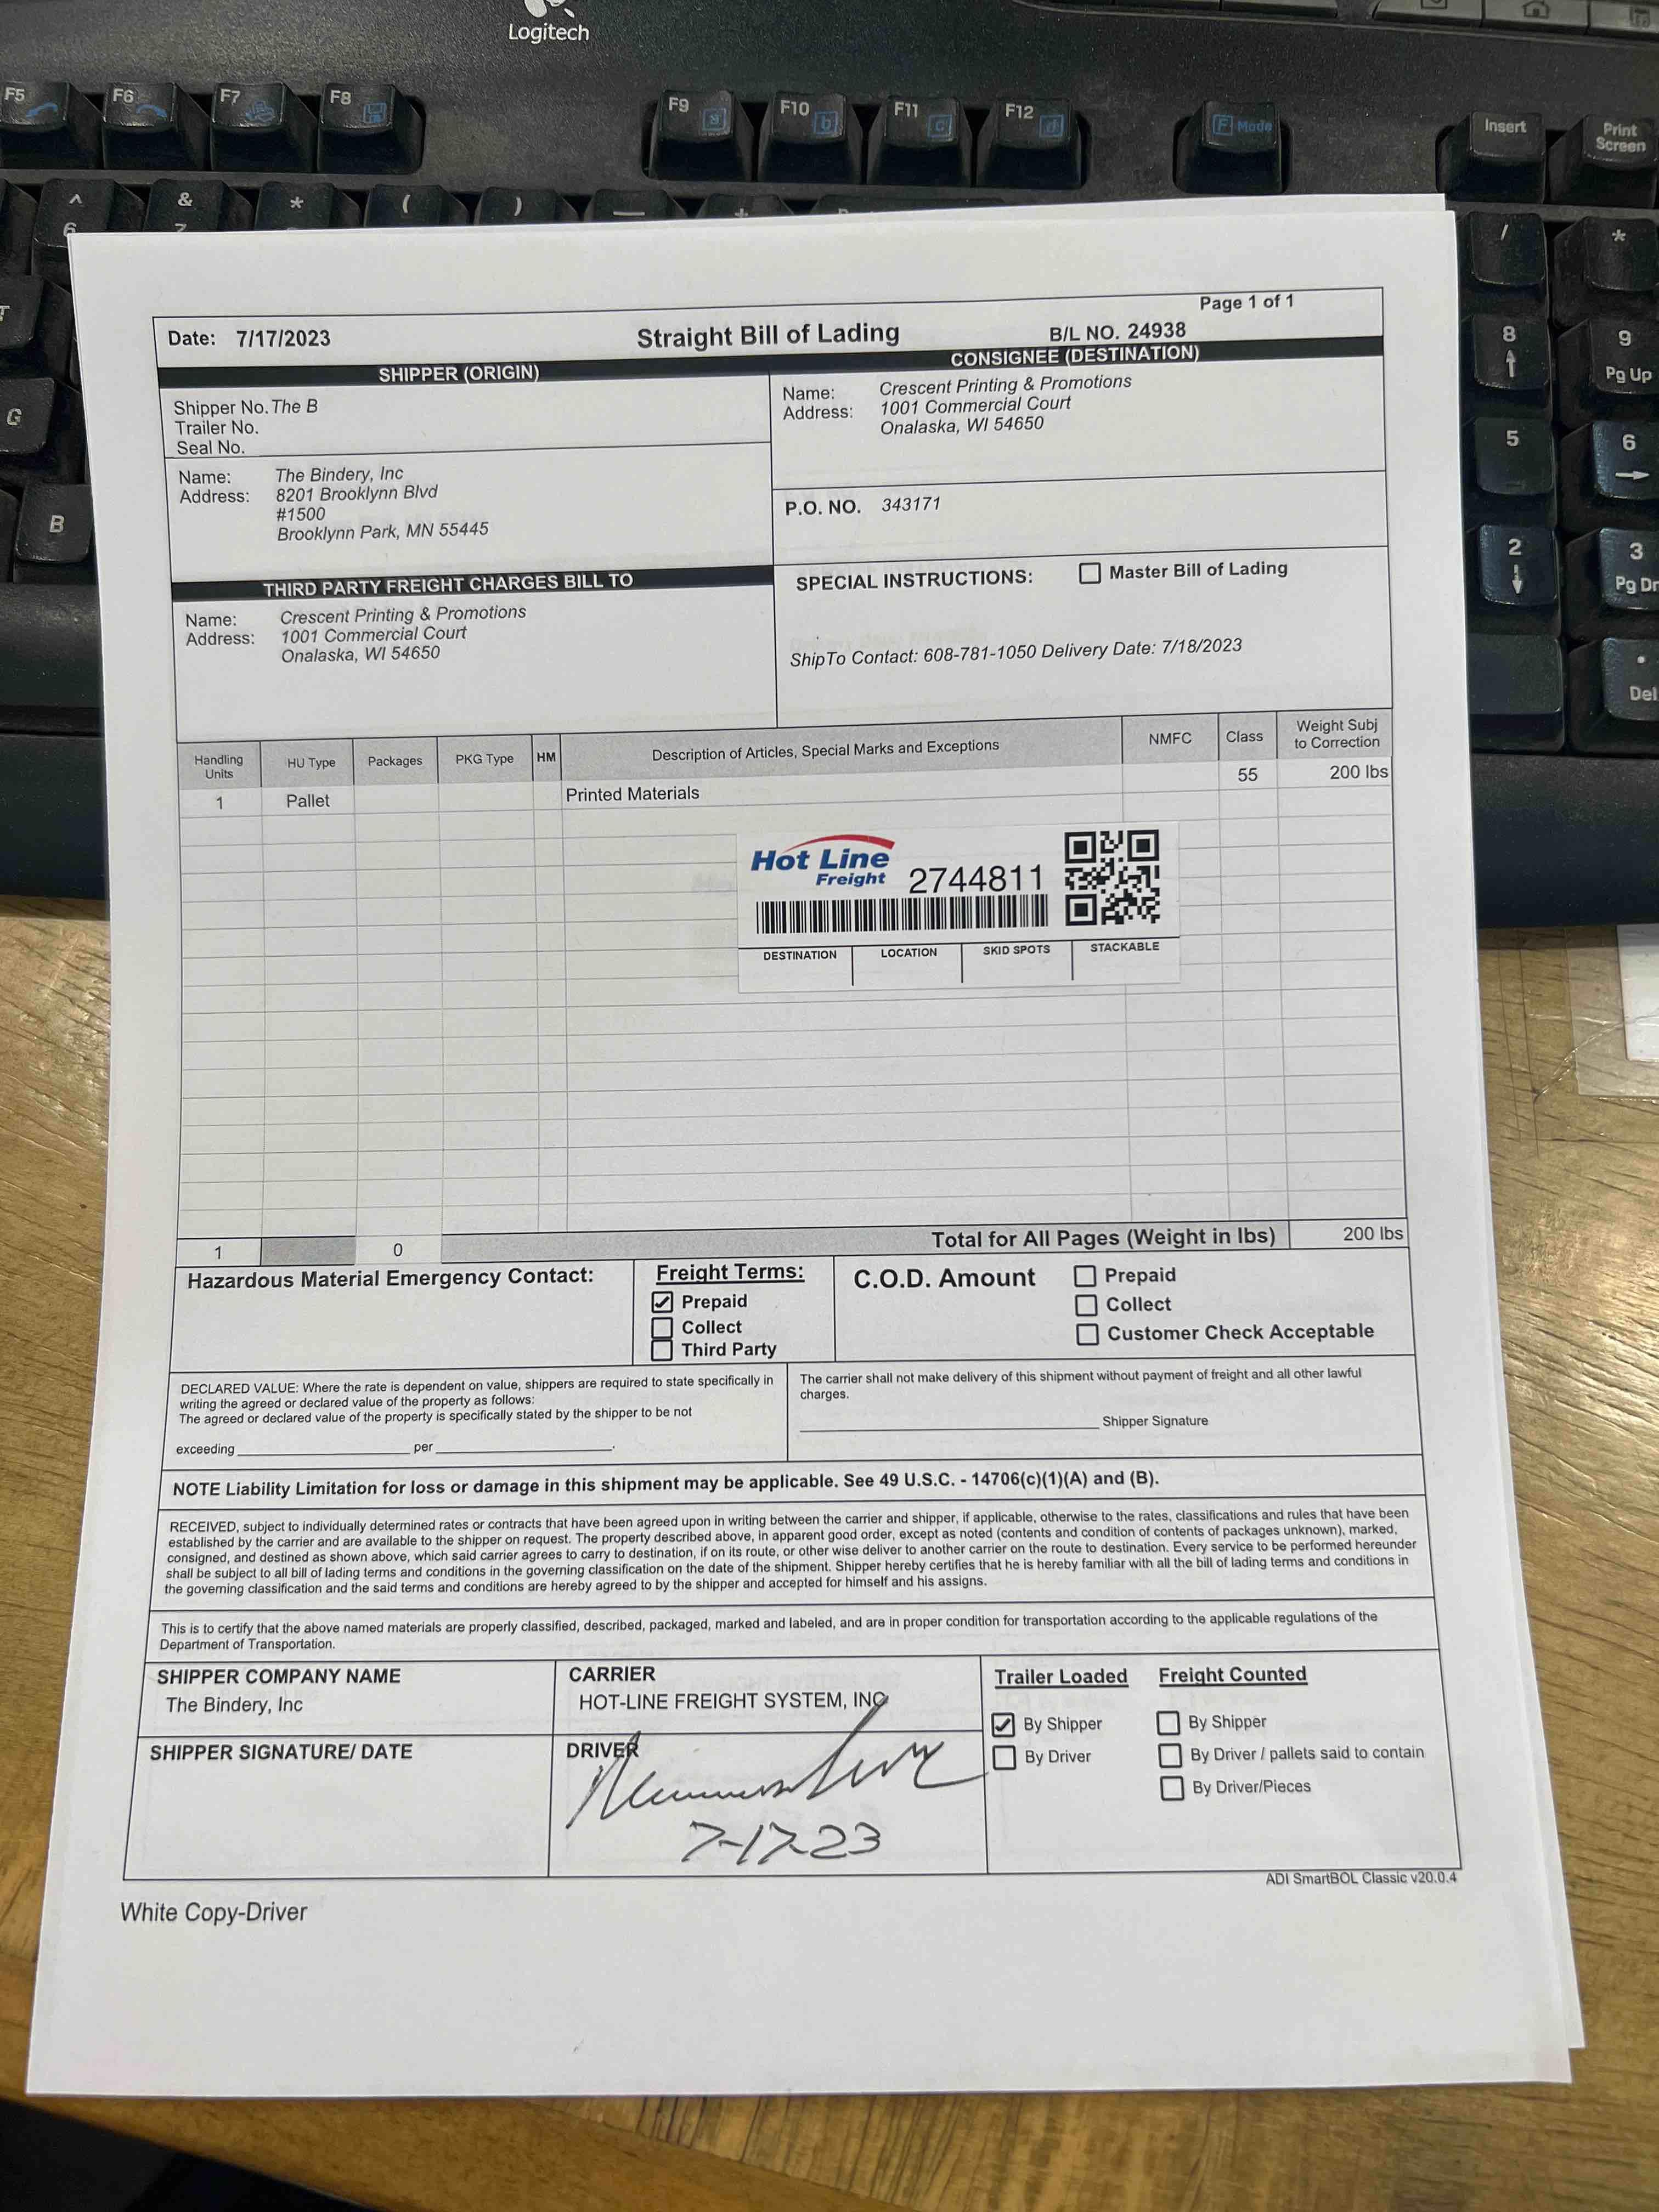 Logitech
F5 F6 F7 F8 F9 F10 F11 F12 F Mode Insert Print Screen
^ & * ( )
6 7
/ *
8 9
Pg Up
G
5 6
B
2 3
Pg Dn
.
Del
Page 1 of 1
Date: 7/17/2023 Straight Bill of Lading B/L NO. 24938
SHIPPER (ORIGIN)
Shipper No. The B
Trailer No.
Seal No.
Name: The Bindery, Inc
Address: 8201 Brooklynn Blvd
#1500
Brooklynn Park, MN 55445
CONSIGNEE (DESTINATION)
Name: Crescent Printing & Promotions
Address: 1001 Commercial Court
Onalaska, WI 54650
P.O. NO. 343171
THIRD PARTY FREIGHT CHARGES BILL TO
Name: Crescent Printing & Promotions
Address: 1001 Commercial Court
Onalaska, WI 54650
SPECIAL INSTRUCTIONS: Master Bill of Lading
ShipTo Contact: 608-781-1050 Delivery Date: 7/18/2023
Handling Units HU Type Packages PKG Type HM Description of Articles, Special Marks and Exceptions NMFC Class Weight Subj to Correction
1 Pallet Printed Materials 55 200 lbs
Hot Line
Freight 2744811
DESTINATION LOCATION SKID SPOTS STACKABLE
1 0 Total for All Pages (Weight in lbs) 200 lbs
Hazardous Material Emergency Contact:
Freight Terms:
Prepaid
Collect
Third Party
C.O.D. Amount
Prepaid
Collect
Customer Check Acceptable
DECLARED VALUE: Where the rate is dependent on value, shippers are required to state specifically in
writing the agreed or declared value of the property as follows:
The agreed or declared value of the property is specifically stated by the shipper to be not
exceeding per .
The carrier shall not make delivery of this shipment without payment of freight and all other lawful
charges.
Shipper Signature
NOTE Liability Limitation for loss or damage in this shipment may be applicable. See 49 U.S.C. - 14706(c)(1)(A) and (B).
RECEIVED, subject to individually determined rates or contracts that have been agreed upon in writing between the carrier and shipper, if applicable, otherwise to the rates, classifications and rules that have been
established by the carrier and are available to the shipper on request. The property described above, in apparent good order, except as noted (contents and condition of contents of packages unknown), marked,
consigned, and destined as shown above, which said carrier agrees to carry to destination, if on its route, or other wise deliver to another carrier on the route to destination. Every service to be performed hereunder
shall be subject to all bill of lading terms and conditions in the governing classification on the date of the shipment. Shipper hereby certifies that he is hereby familiar with all the bill of lading terms and conditions in
the governing classification and the said terms and conditions are hereby agreed to by the shipper and accepted for himself and his assigns.
This is to certify that the above named materials are properly classified, described, packaged, marked and labeled, and are in proper condition for transportation according to the applicable regulations of the
Department of Transportation.
SHIPPER COMPANY NAME
The Bindery, Inc
CARRIER
HOT-LINE FREIGHT SYSTEM, INC
SHIPPER SIGNATURE/ DATE
DRIVER
7-17-23
Trailer Loaded
By Shipper
By Driver
Freight Counted
By Shipper
By Driver / pallets said to contain
By Driver/Pieces
ADI SmartBOL Classic v20.0.4
White Copy-Driver